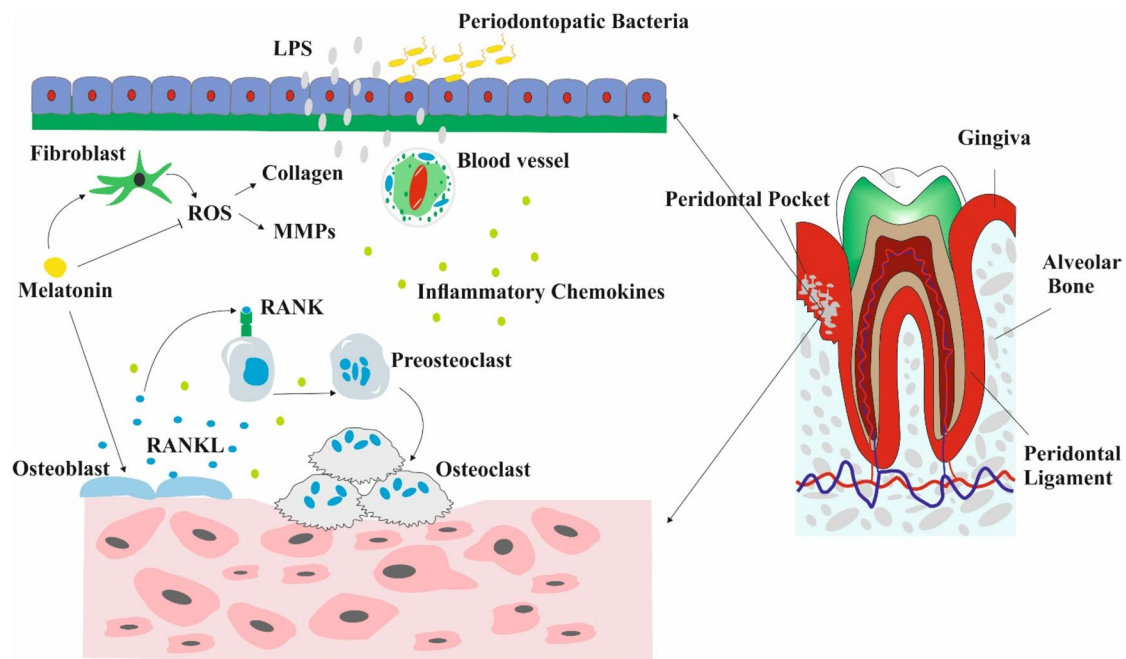 Periodontopatic Bacteria
LPS
Fibroblast
Collagen
ROS
MMPs
Blood vessel
Melatonin
Inflammatory Chemokines
RANK
Preosteoclast
RANKL
Osteoblast
Osteoclast
Gingiva
Peridontal Pocket
Alveolar
Bone
Peridontal
Ligament